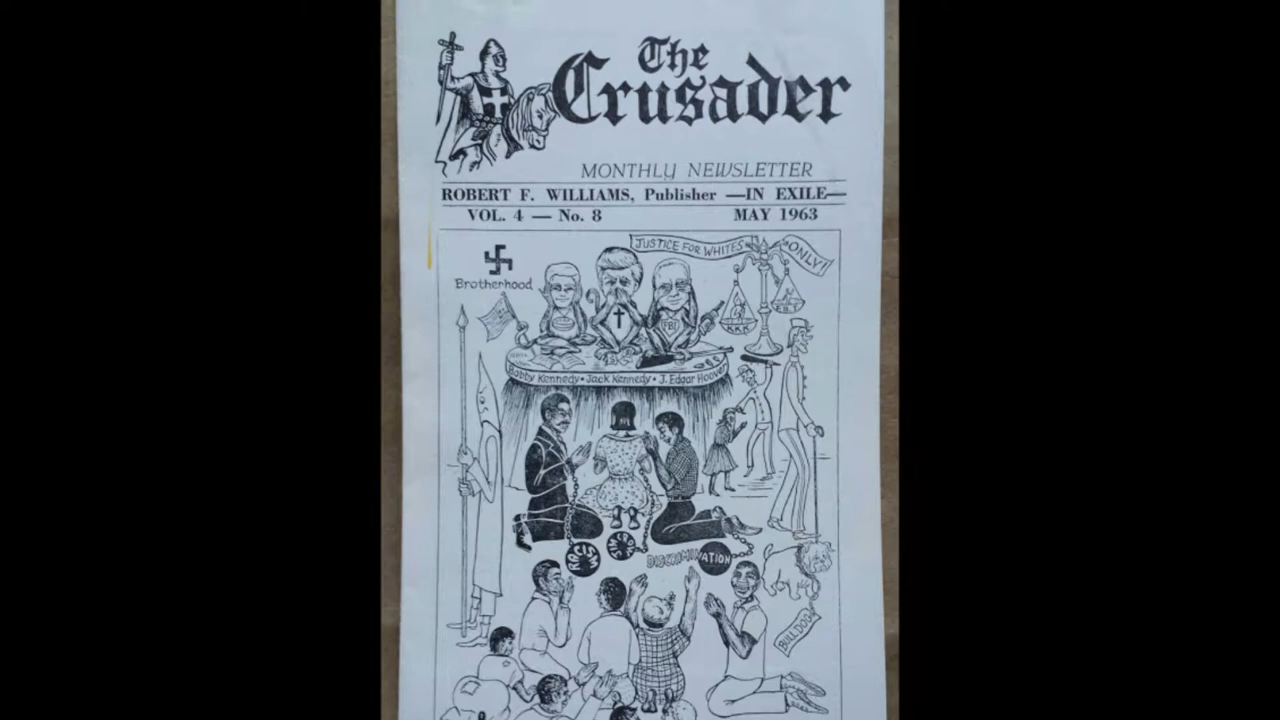 The
Crusader
MONTHLY NEWSLETTER
ROBERT F. WILLIAMS, Publisher —IN EXILE—
VOL. 4 — No. 8 MAY 1963
JUSTICE FOR WHITES ONLY!
Brotherhood
KKK
FBI
Bobby Kennedy • Jack Kennedy • J. Edgar Hoover
RACISM
DISCRIMINATION
BULLDOG